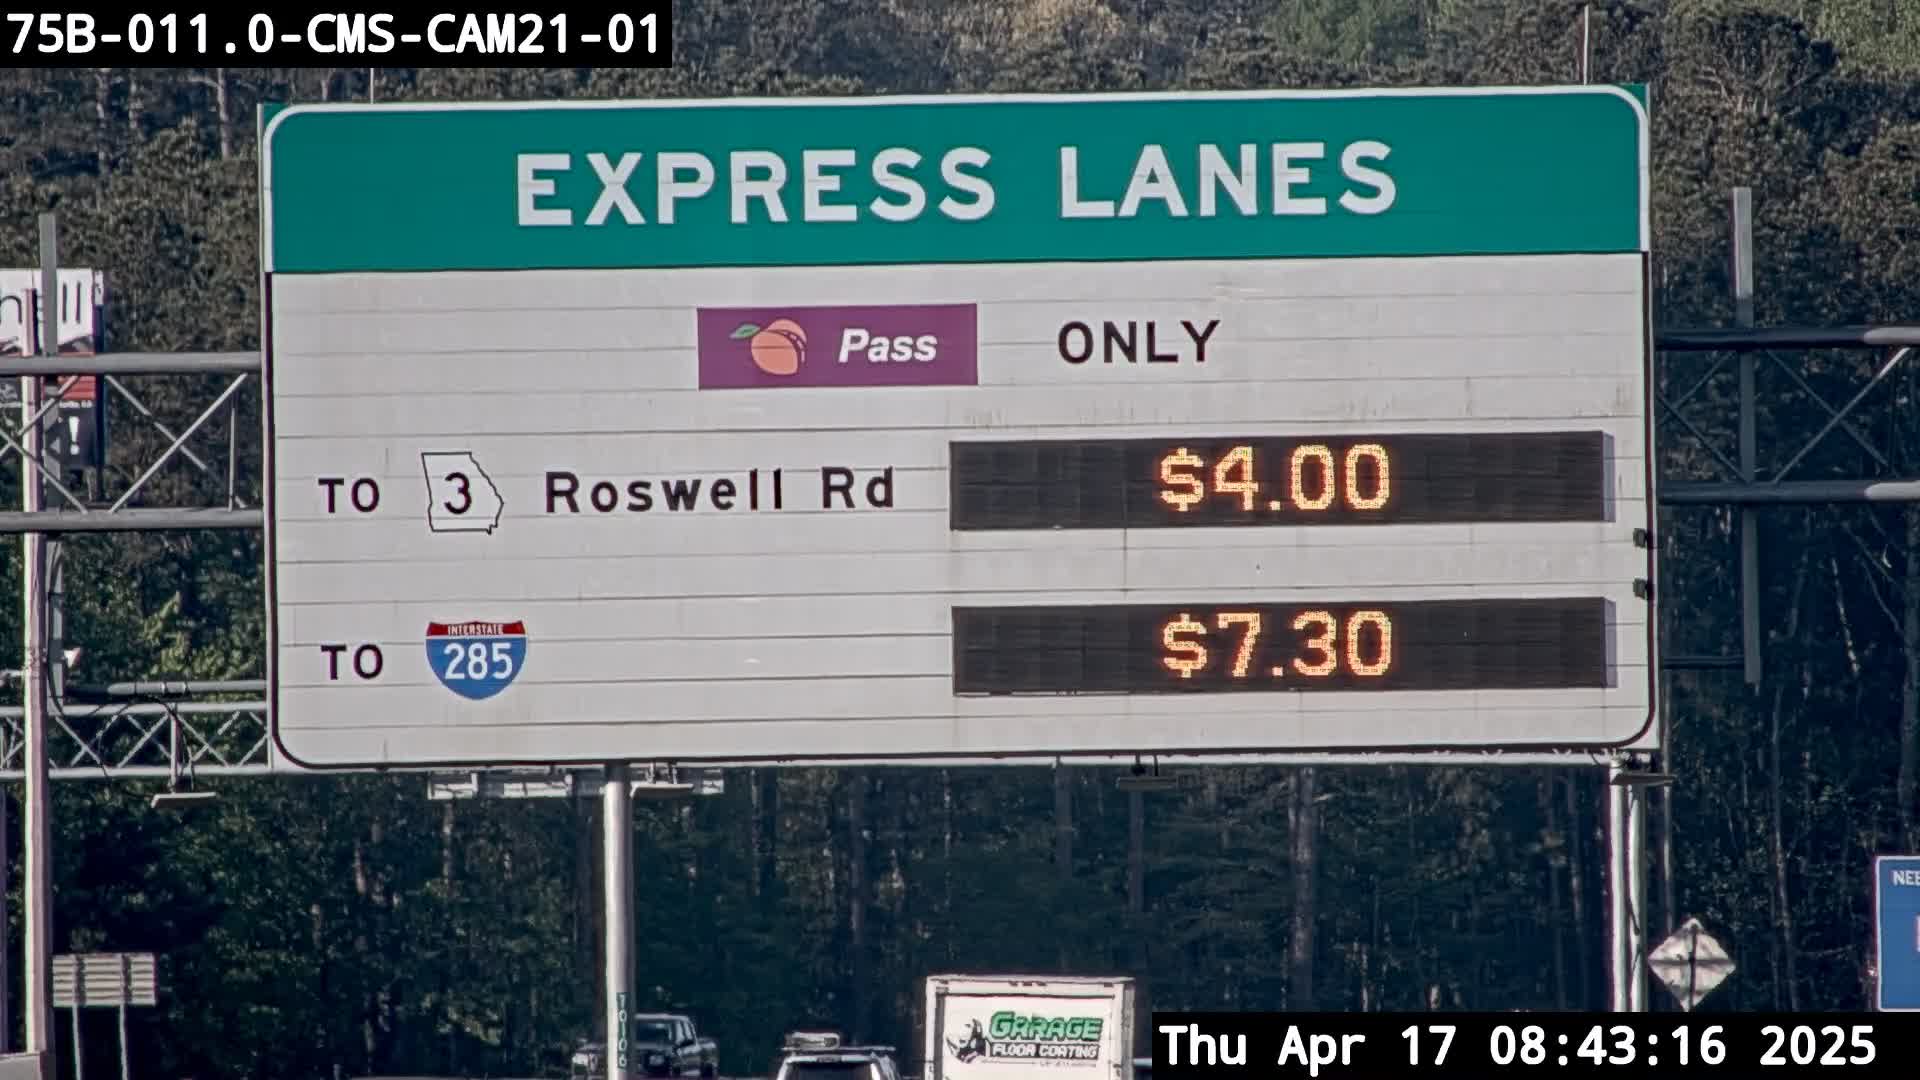 75B-011.0-CMS-CAM21-01
EXPRESS LANES
Pass ONLY
TO 3 Roswell Rd $4.00
INTERSTATE
TO 285 $7.30
GARAGE
FLOOR COATING
Thu Apr 17 08:43:16 2025